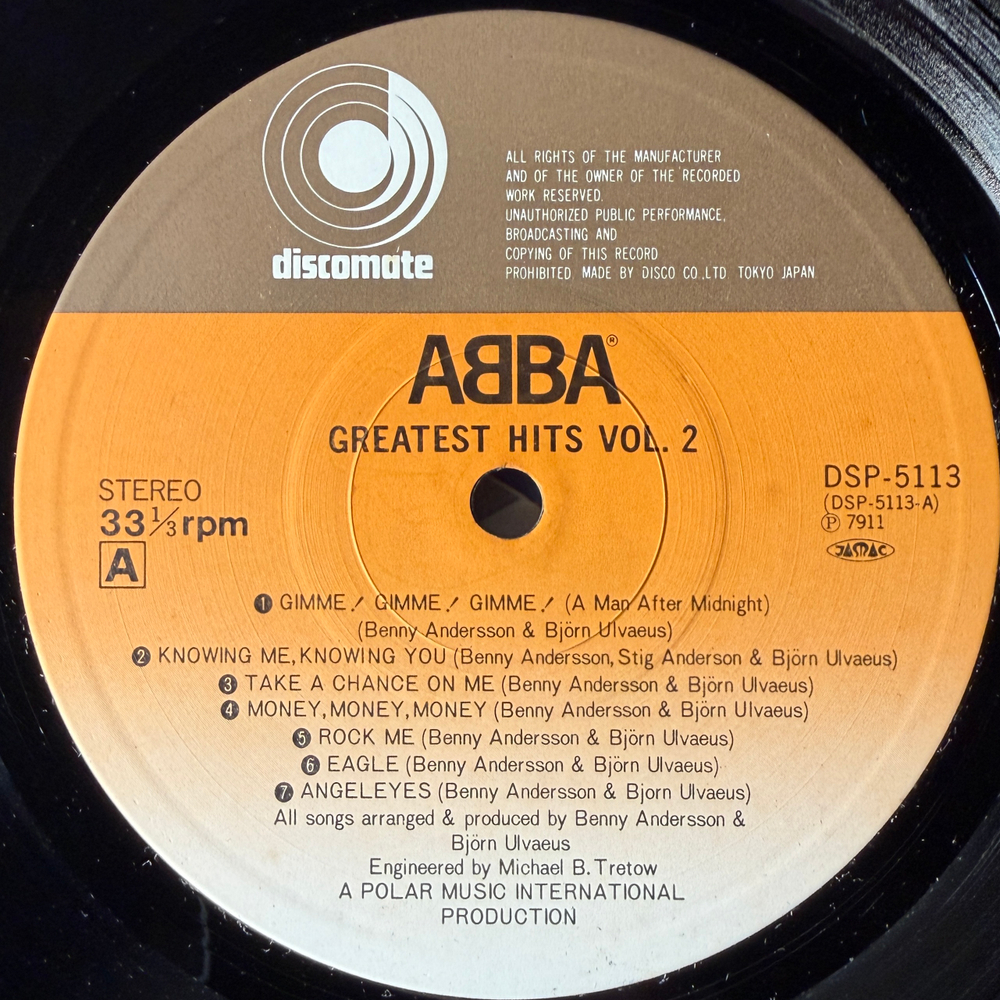 discomate
ALL RIGHTS OF THE MANUFACTURER
AND OF THE OWNER OF THE RECORDED
WORK RESERVED.
UNAUTHORIZED PUBLIC PERFORMANCE,
BROADCASTING AND
COPYING OF THIS RECORD
PROHIBITED. MADE BY DISCO CO.,LTD TOKYO JAPAN
ABBA®
GREATEST HITS VOL. 2
STEREO
33 1/3 rpm
A
DSP-5113
(DSP-5113-A)
Ⓟ 7911
JASRAC
❶ GIMME! GIMME! GIMME! (A Man After Midnight)
(Benny Andersson & Björn Ulvaeus)
❷ KNOWING ME, KNOWING YOU (Benny Andersson, Stig Anderson & Björn Ulvaeus)
❸ TAKE A CHANCE ON ME (Benny Andersson & Björn Ulvaeus)
❹ MONEY, MONEY, MONEY (Benny Andersson & Björn Ulvaeus)
❺ ROCK ME (Benny Andersson & Björn Ulvaeus)
❻ EAGLE (Benny Andersson & Björn Ulvaeus)
❼ ANGELEYES (Benny Andersson & Bjorn Ulvaeus)
All songs arranged & produced by Benny Andersson &
Björn Ulvaeus
Engineered by Michael B. Tretow
A POLAR MUSIC INTERNATIONAL
PRODUCTION